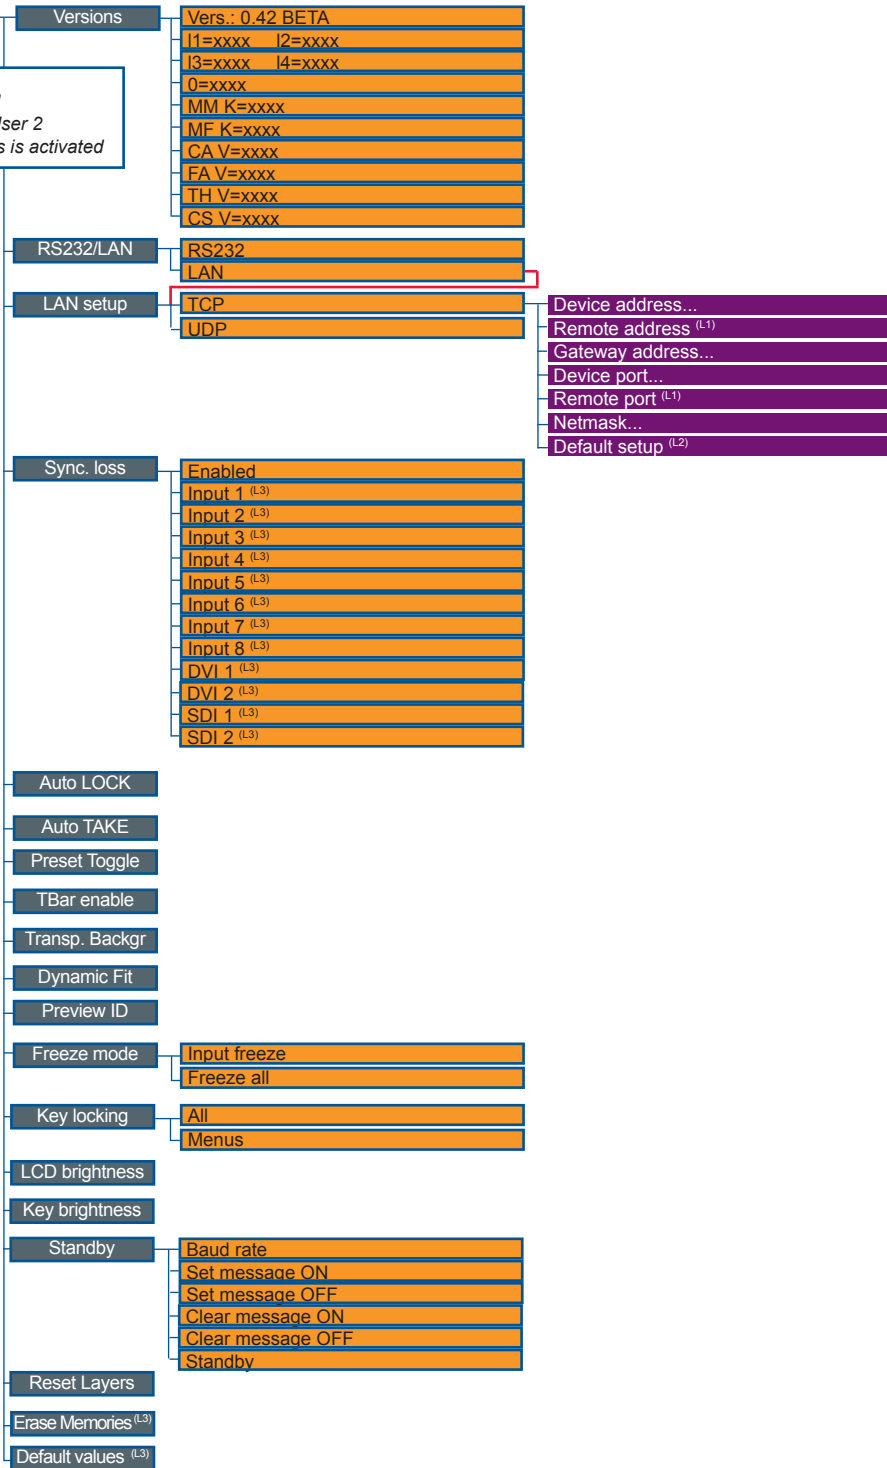 Versions
Vers.: 0.42 BETA
I1=xxxx I2=xxxx
I3=xxxx I4=xxxx
0=xxxx
MM K=xxxx
MF K=xxxx
CA V=xxxx
FA V=xxxx
TH V=xxxx
CS V=xxxx
2
is activated
RS232/LAN
RS232
LAN
LAN setup
TCP
UDP
Device address...
Remote address (L1)
Gateway address...
Device port...
Remote port (L1)
Netmask...
Default setup (L2)
Sync. loss
Enabled
Input 1 (L3)
Input 2 (L3)
Input 3 (L3)
Input 4 (L3)
Input 5 (L3)
Input 6 (L3)
Input 7 (L3)
Input 8 (L3)
DVI 1 (L3)
DVI 2 (L3)
SDI 1 (L3)
SDI 2 (L3)
Auto LOCK
Auto TAKE
Preset Toggle
TBar enable
Transp. Backgr
Dynamic Fit
Preview ID
Freeze mode
Input freeze
Freeze all
Key locking
All
Menus
LCD brightness
Key brightness
Standby
Baud rate
Set message ON
Set message OFF
Clear message ON
Clear message OFF
Standby
Reset Layers
Erase Memories (L3)
Default values (L3)